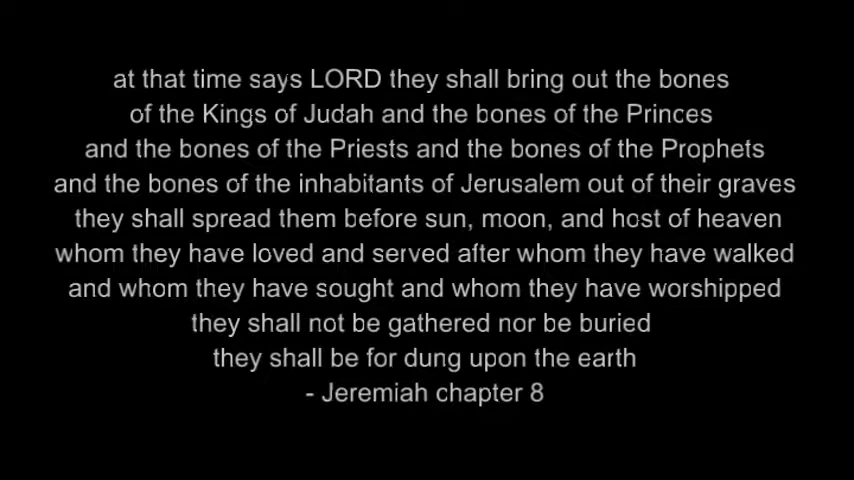 at that time says LORD they shall bring out the bones
of the Kings of Judah and the bones of the Princes
and the bones of the Priests and the bones of the Prophets
and the bones of the inhabitants of Jerusalem out of their graves
they shall spread them before sun, moon, and host of heaven
whom they have loved and served after whom they have walked
and whom they have sought and whom they have worshipped
they shall not be gathered nor be buried
they shall be for dung upon the earth
- Jeremiah chapter 8